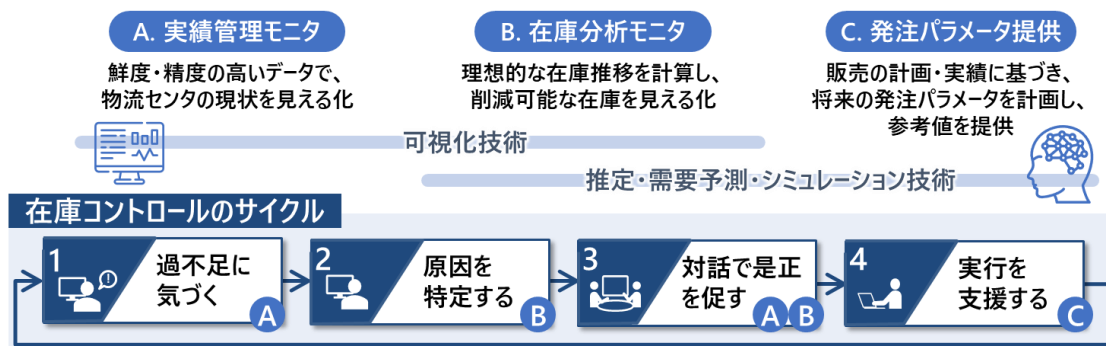 A. 実績管理モニタ
鮮度・精度の高いデータで、
物流センタの現状を見える化
B. 在庫分析モニタ
理想的な在庫推移を計算し、
削減可能な在庫を見える化
C. 発注パラメータ提供
販売の計画・実績に基づき、
将来の発注パラメータを計画し、
参考値を提供
可視化技術
推定・需要予測・シミュレーション技術
在庫コントロールのサイクル
1
過不足に
気づく
A
2
原因を
特定する
B
3
対話で是正
を促す
A B
4
実行を
支援する
C